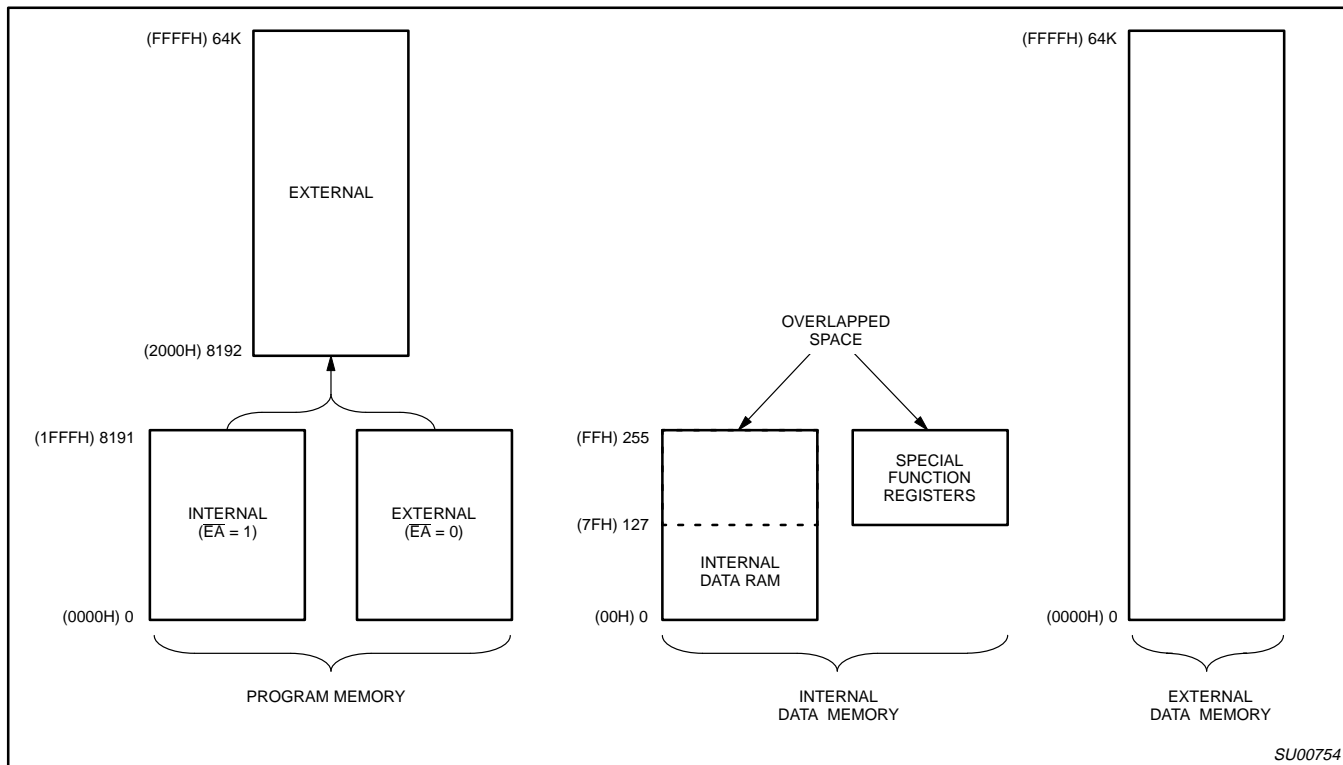 (FFFFH) 64K
EXTERNAL
(2000H) 8192
(1FFFH) 8191
INTERNAL
(E̅A̅ = 1)
EXTERNAL
(E̅A̅ = 0)
(0000H) 0
PROGRAM MEMORY
OVERLAPPED
SPACE
(FFH) 255
(7FH) 127
INTERNAL
DATA RAM
SPECIAL
FUNCTION
REGISTERS
(00H) 0
INTERNAL
DATA MEMORY
(FFFFH) 64K
(0000H) 0
EXTERNAL
DATA MEMORY
SU00754